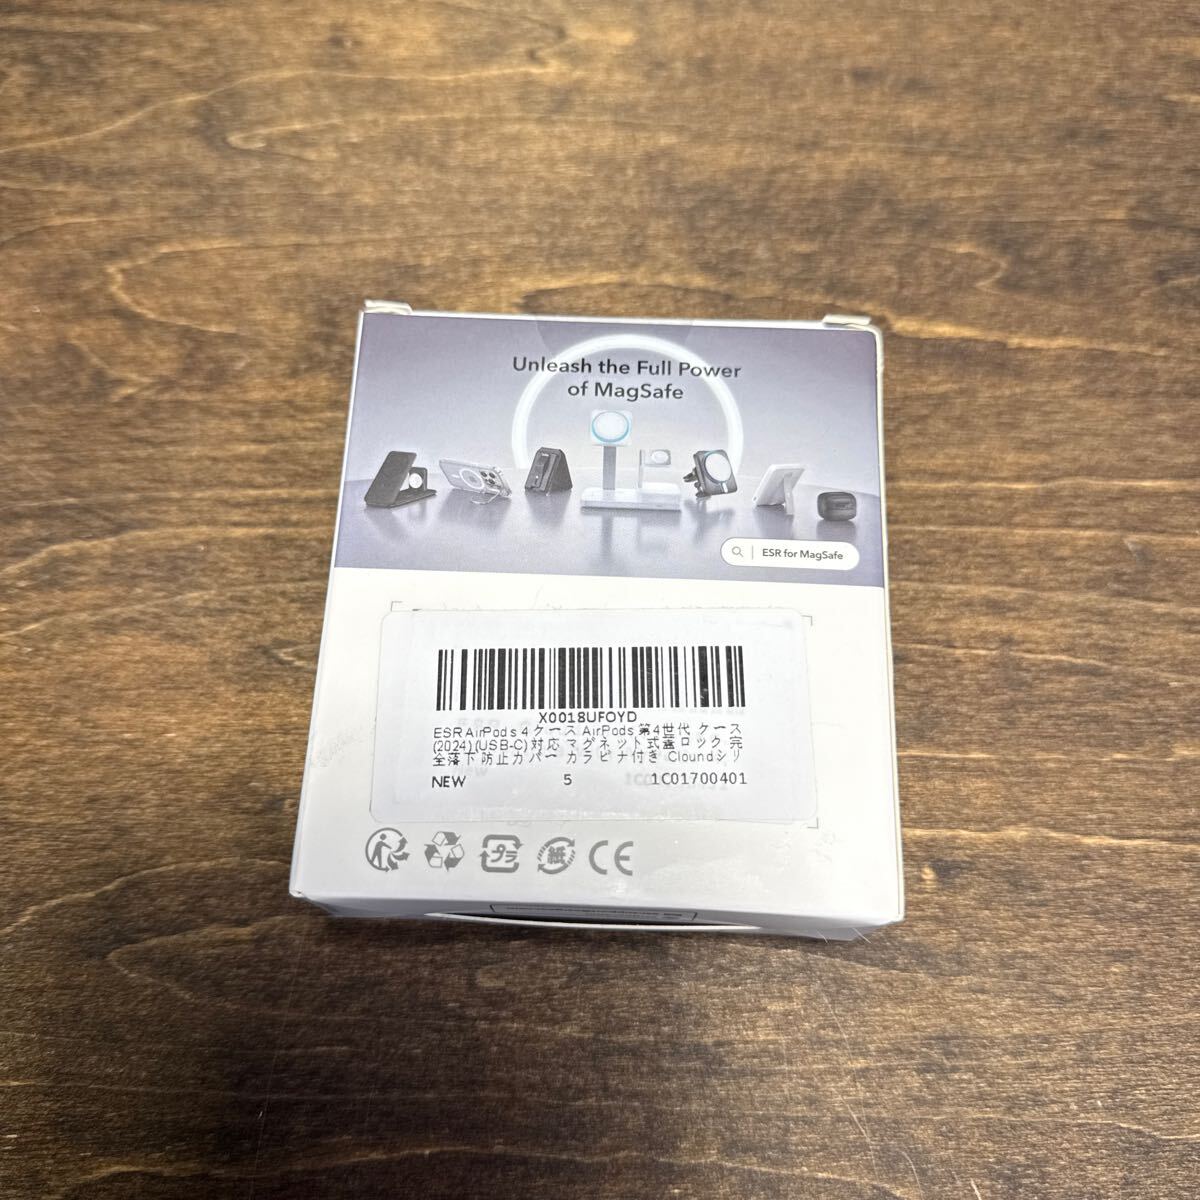 Unleash the Full Power
of MagSafe
ESR for MagSafe
X0018UFOYD
ESR AirPods 4 ケース AirPods 第4世代 ケース
(2024)(USB-C)対応 マグネット式蓋ロック 完
全落下防止カバー カラビナ付き Cloundシリ
NEW 5 1C01700401
プラ
紙
CE